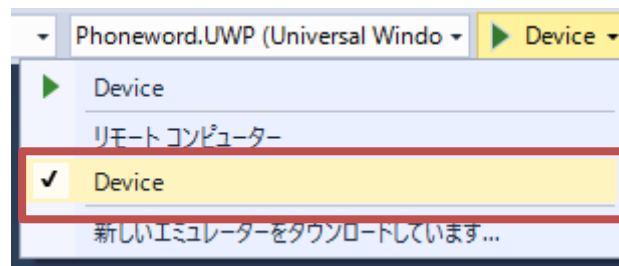 Phoneword.UWP (Universal Windo Device
Device
リモート コンピューター
Device
新しいエミュレーターをダウンロードしています...